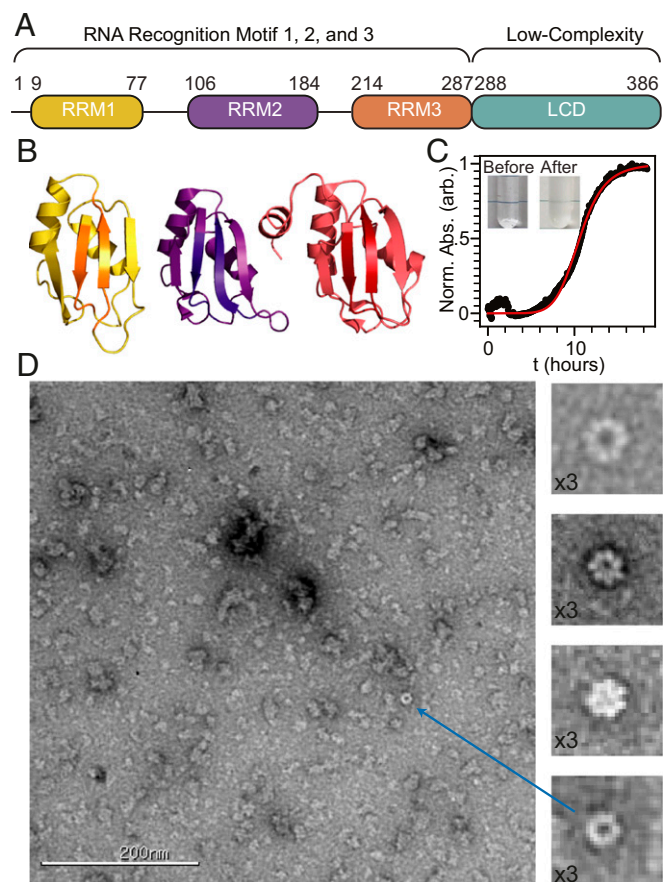 A
RNA Recognition Motif 1, 2, and 3
Low-Complexity
1 9 77 106 184 214 287 288 386
RRM1 RRM2 RRM3 LCD
B
C
Norm. Abs. (arb.)
1
.5
0
Before After
0 10
t (hours)
D
x3
x3
x3
x3
200nm